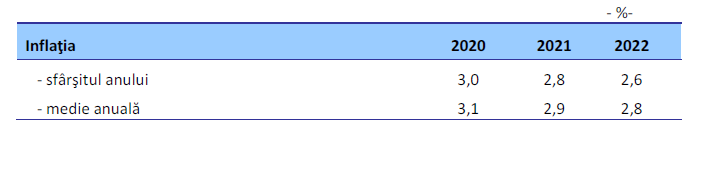 - %-
Inflaţia 2020 2021 2022
- sfârşitul anului 3,0 2,8 2,6
- medie anuală 3,1 2,9 2,8